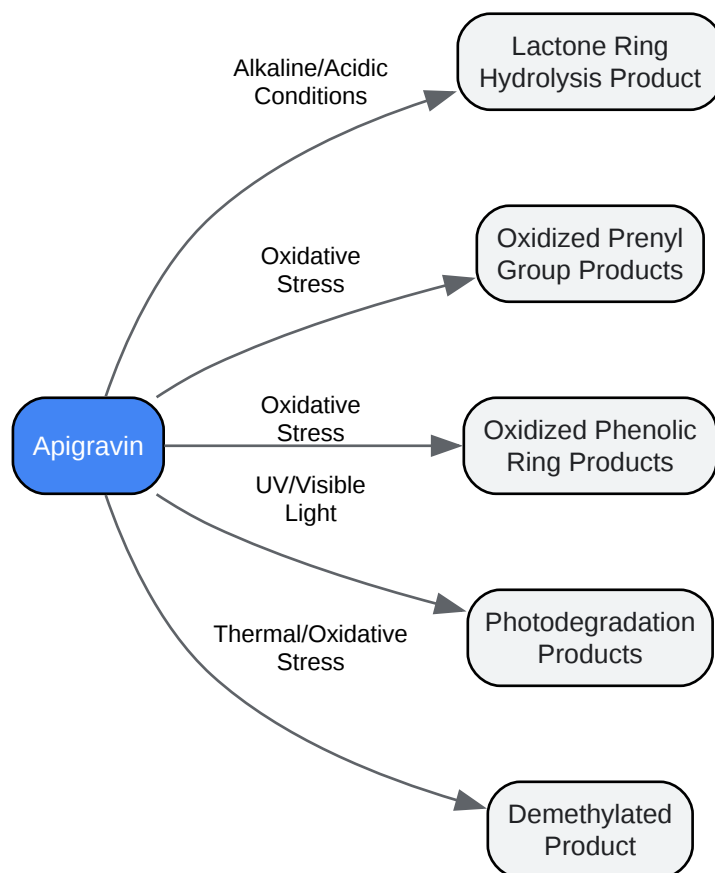 Lactone Ring
Hydrolysis Product
Alkaline/Acidic
Conditions
Oxidized Prenyl
Group Products
Oxidative
Stress
Apigravin
Oxidative
Stress
Oxidized Phenolic
Ring Products
UV/Visible
Light
Photodegradation
Products
Thermal/Oxidative
Stress
Demethylated
Product